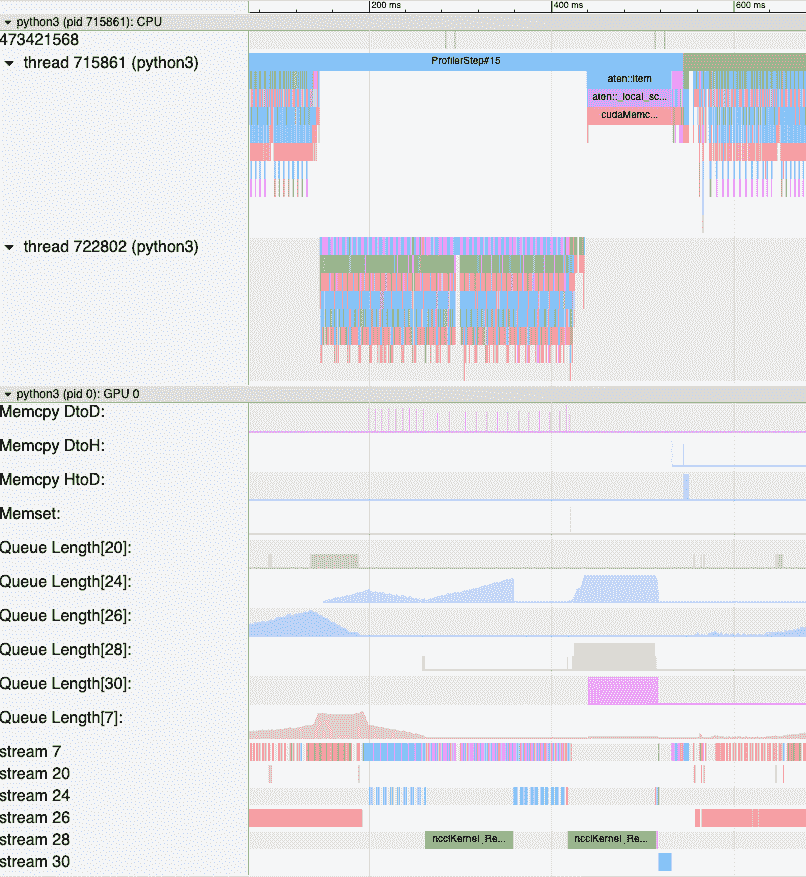 200 ms 400 ms 600 ms
python3 (pid 715861): CPU
473421568
thread 715861 (python3)
ProfilerStep#15
aten::item
aten::_local_sc...
cudaMemc...
thread 722802 (python3)
python3 (pid 0): GPU 0
Memcpy DtoD:
Memcpy DtoH:
Memcpy HtoD:
Memset:
Queue Length[20]:
Queue Length[24]:
Queue Length[26]:
Queue Length[28]:
Queue Length[30]:
Queue Length[7]:
stream 7
stream 20
stream 24
stream 26
stream 28
ncclKernel_Re... ncclKernel_Re...
stream 30